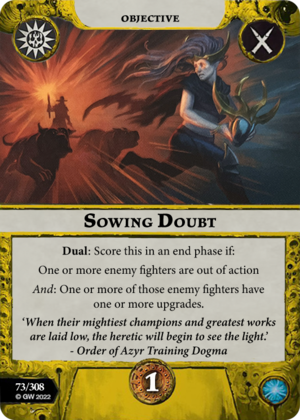 OBJECTIVE
SOWING DOUBT
Dual: Score this in an end phase if:
One or more enemy fighters are out of action
And: One or more of those enemy fighters have
one or more upgrades.
‘When their mightiest champions and greatest works
are laid low, the heretic will begin to see the light.’
- Order of Azyr Training Dogma
73/308
© GW 2022
1